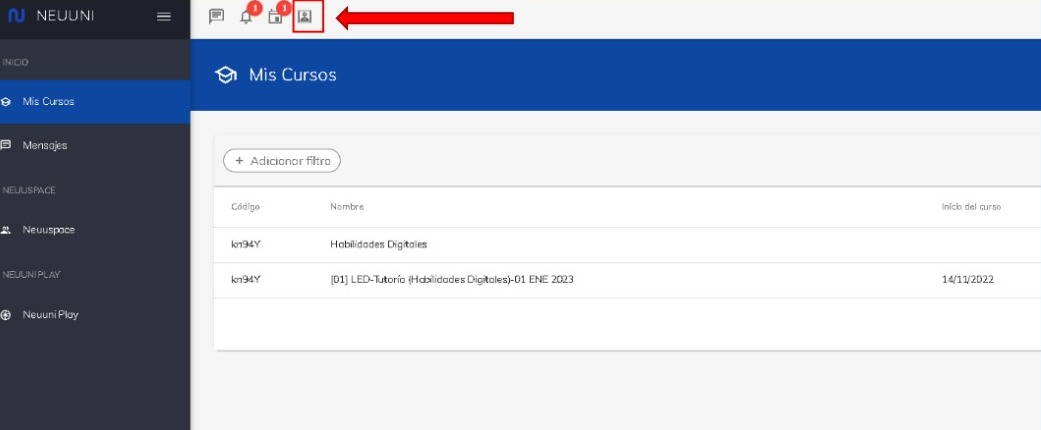 NEUUNI
1
1
INICIO
Mis Cursos
Mis Cursos
Mensajes
+ Adicionar filtro
NEUUSPACE
Código Nombre Início del curso
Neuuspace
kn94Y Habilidades Digitales
NEUUNI PLAY
kn94Y [01] LED-Tutoría (Habilidades Digitales)-01 ENE 2023 14/11/2022
Neuuni Play